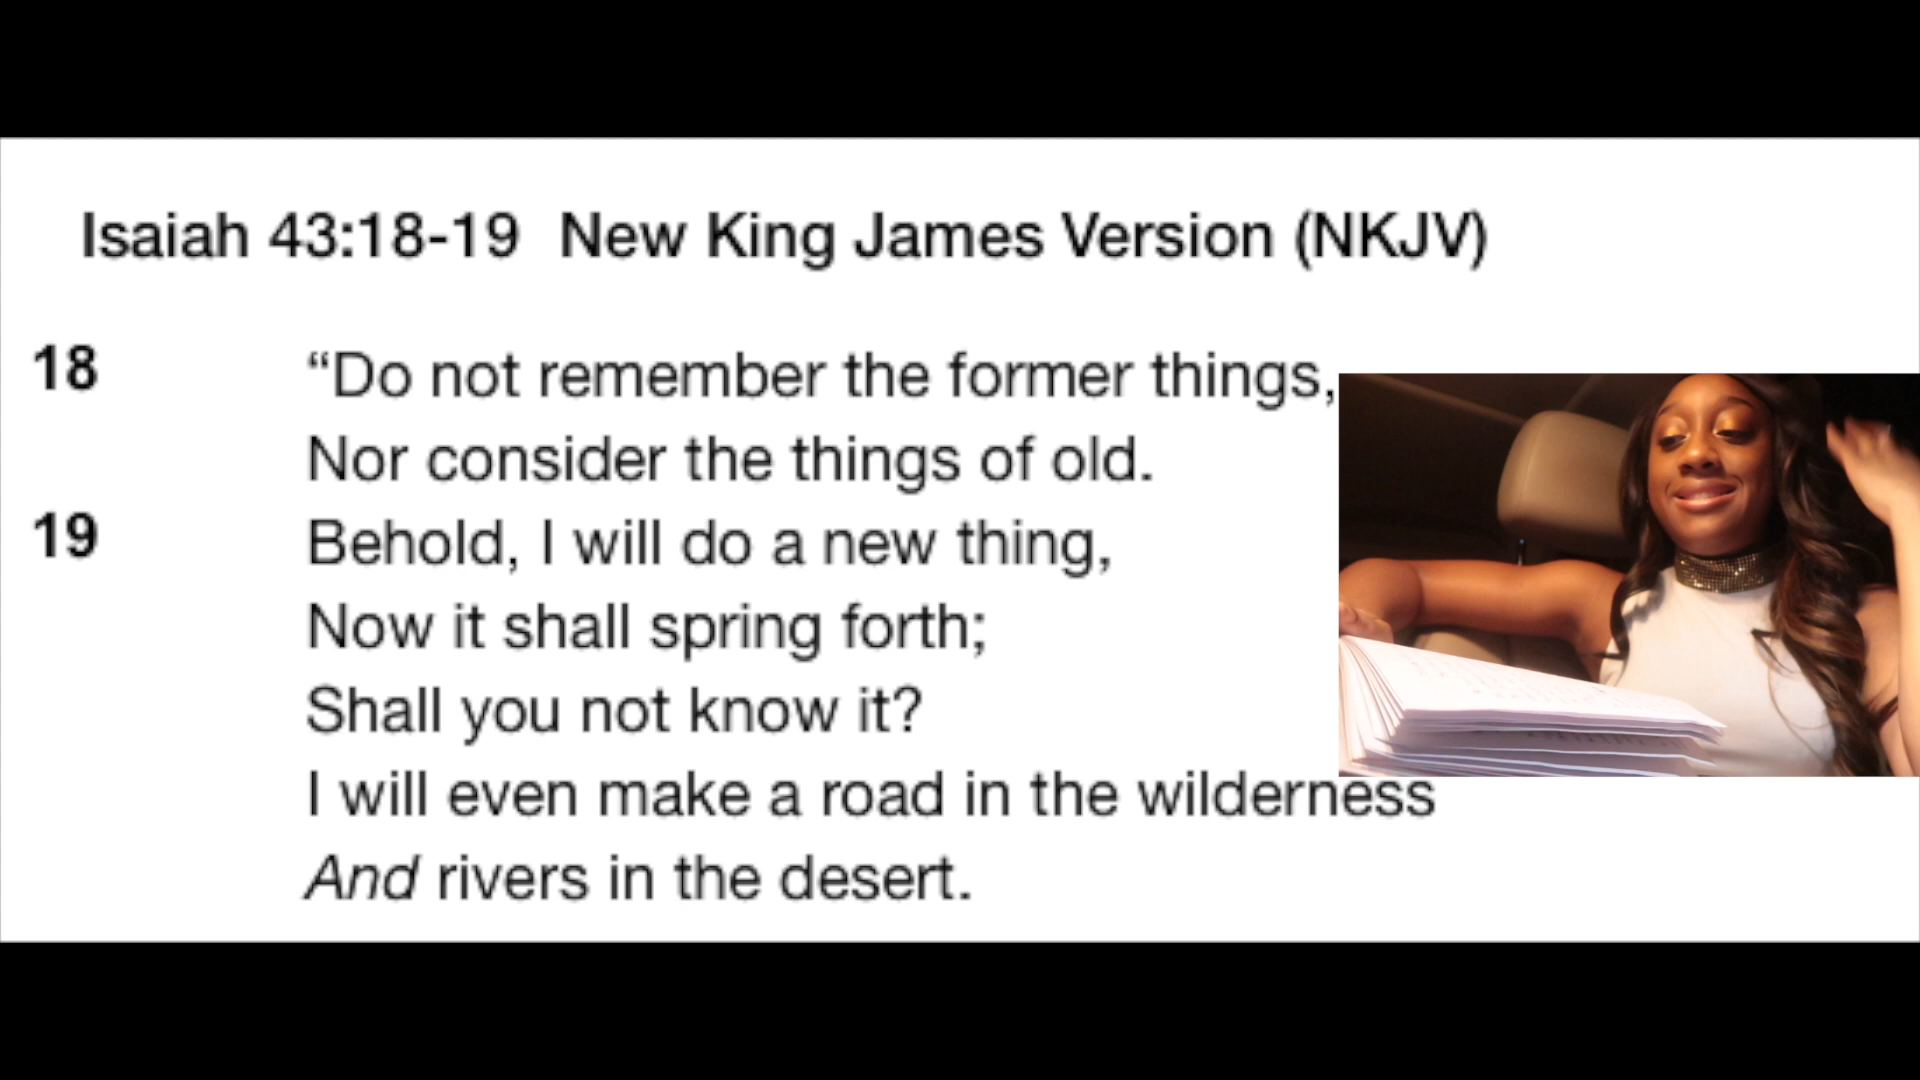 Isaiah 43:18-19 New King James Version (NKJV)
18 “Do not remember the former things,
Nor consider the things of old.
19 Behold, I will do a new thing,
Now it shall spring forth;
Shall you not know it?
I will even make a road in the wilderness
And rivers in the desert.